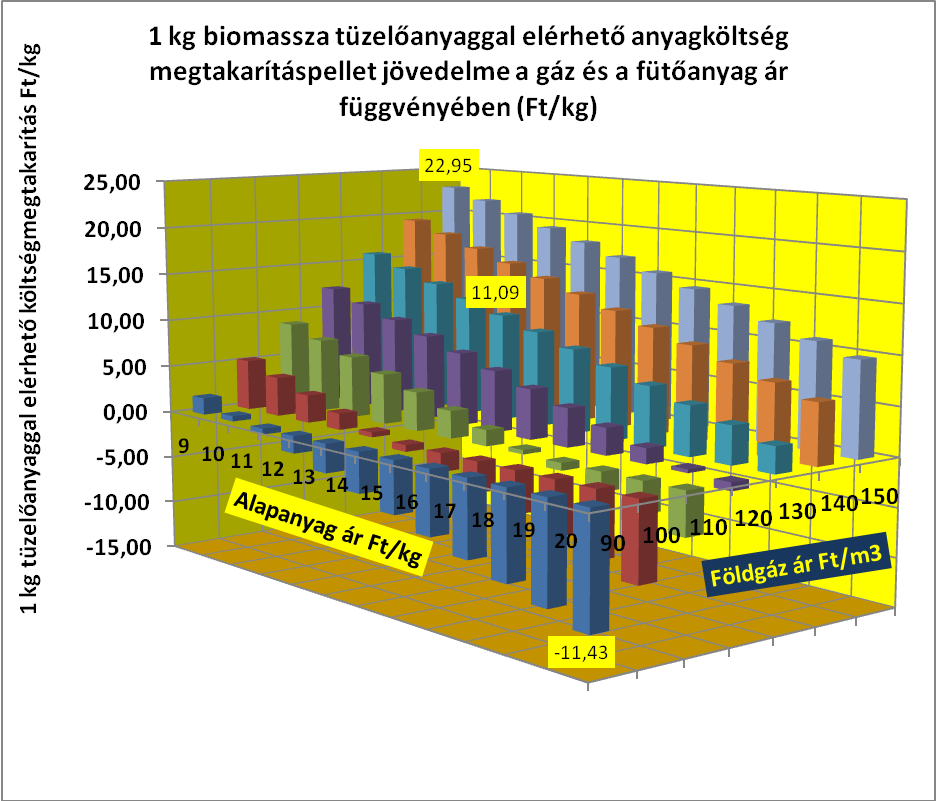 1 kg biomassza tüzelőanyaggal elérhető anyagköltség
megtakarításpellet jövedelme a gáz és a fűtőanyag ár
függvényében (Ft/kg)
1 kg tüzelőanyaggal elérhető költségmegtakarítás Ft/kg
25,00
20,00
15,00
10,00
5,00
0,00
-5,00
-10,00
-15,00
22,95
11,09
-11,43
9 10 11 12 13 14 15 16 17 18 19 20
Alapanyag ár Ft/kg
90 100 110 120 130 140 150
Földgáz ár Ft/m3